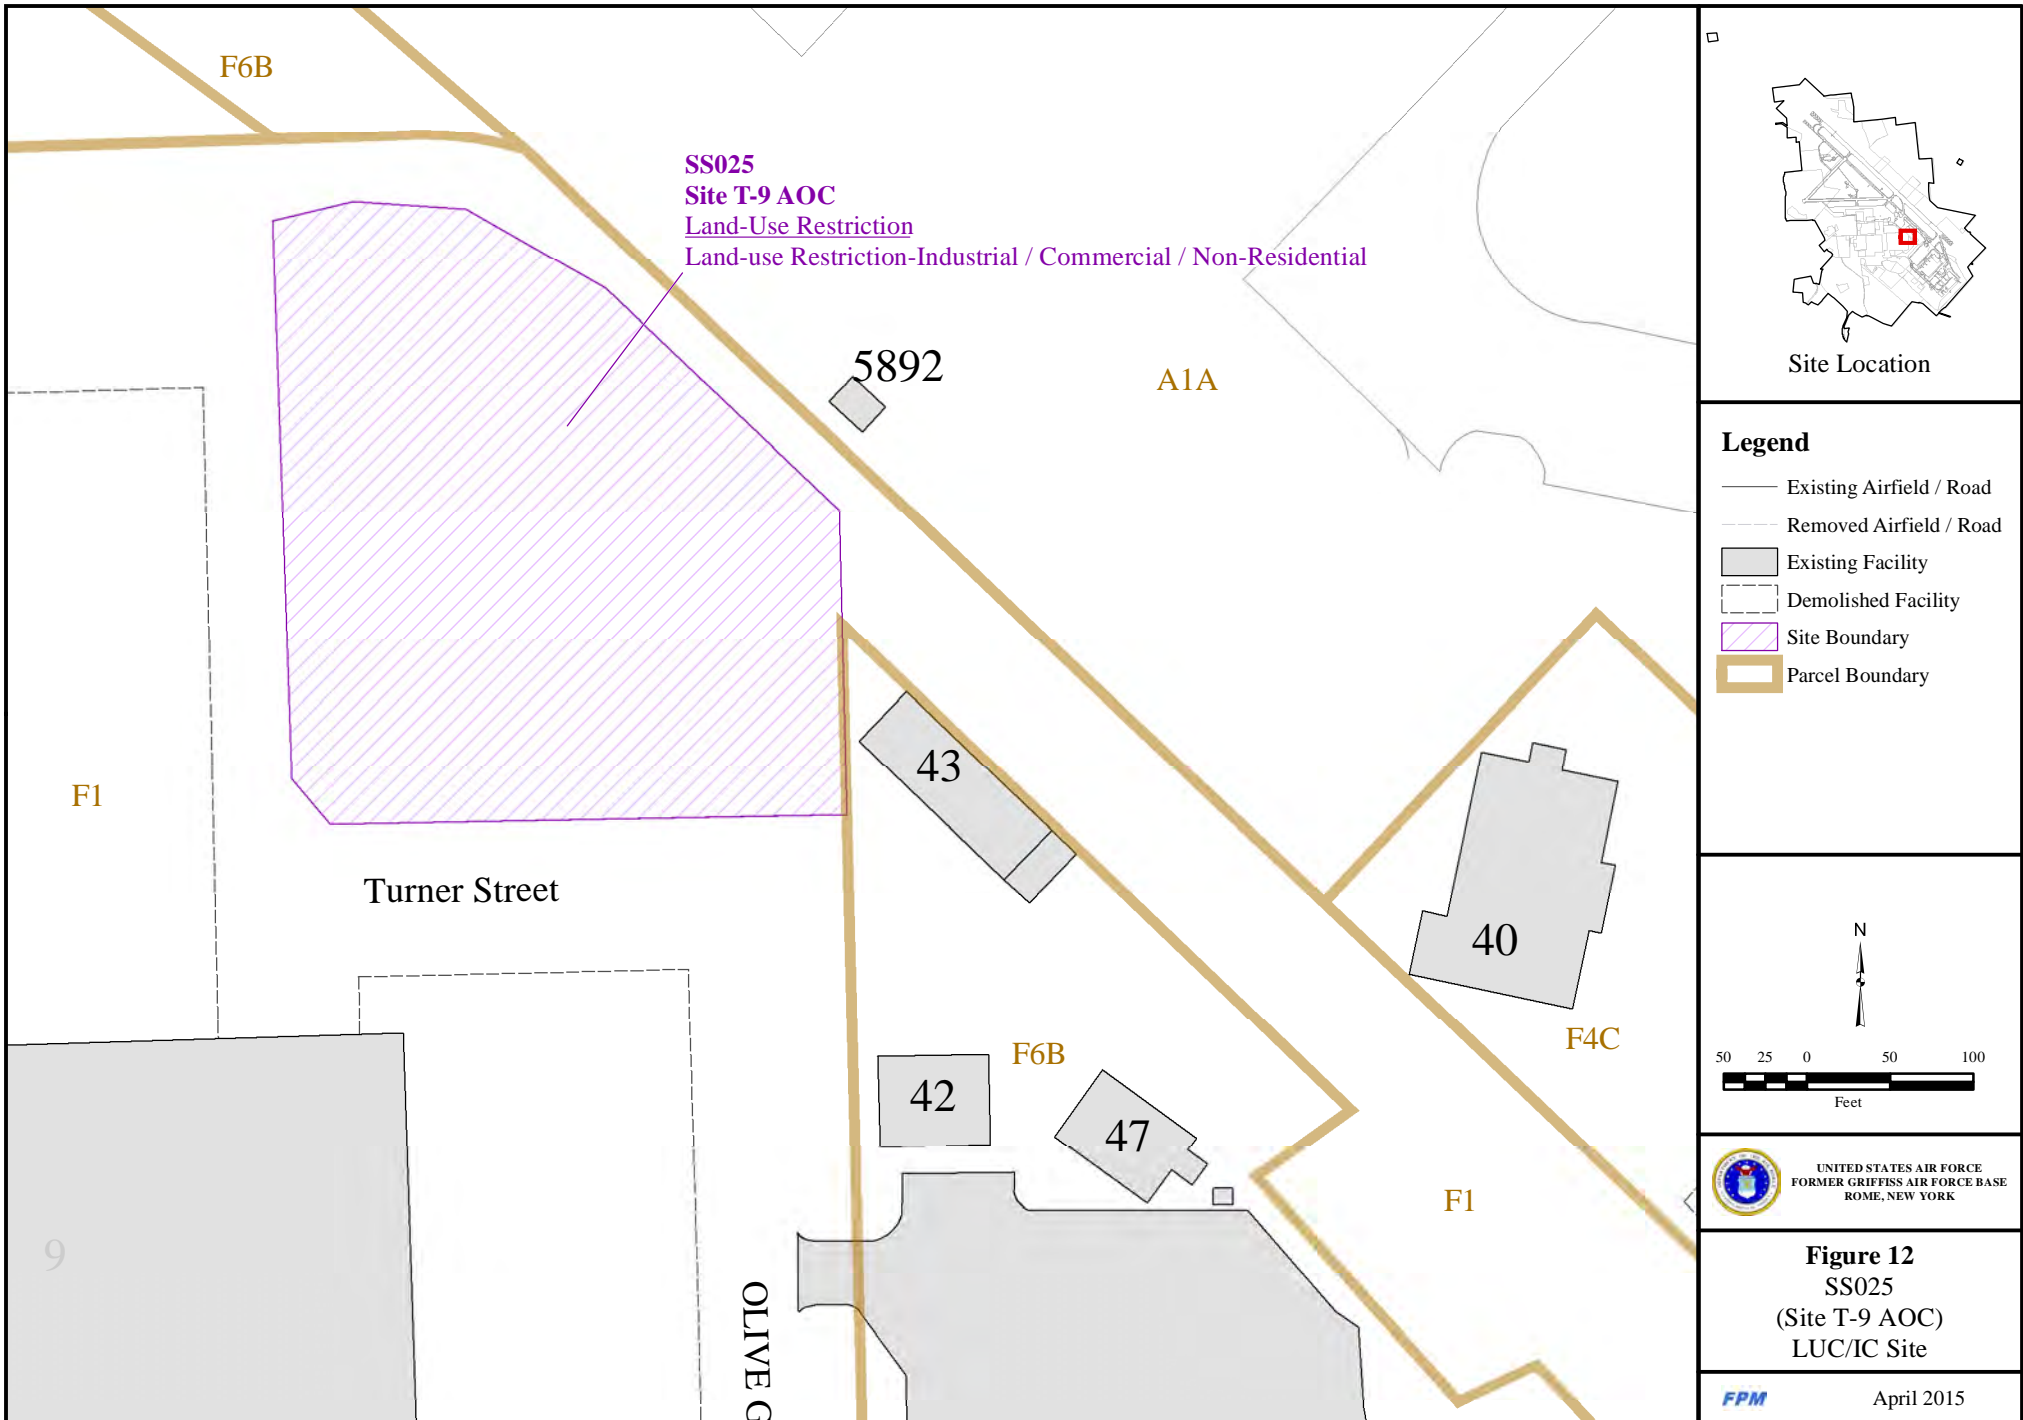 F6B
SS025
Site T-9 AOC
Land-Use Restriction
Land-use Restriction-Industrial / Commercial / Non-Residential
5892
A1A
F1
43
Turner Street
40
F4C
F6B
42
47
F1
9
OLIVE G
Site Location
Legend
Existing Airfield / Road
Removed Airfield / Road
Existing Facility
Demolished Facility
Site Boundary
Parcel Boundary
N
50 25 0 50 100
Feet
UNITED STATES AIR FORCE
FORMER GRIFFISS AIR FORCE BASE
ROME, NEW YORK
Figure 12
SS025
(Site T-9 AOC)
LUC/IC Site
FPM
April 2015